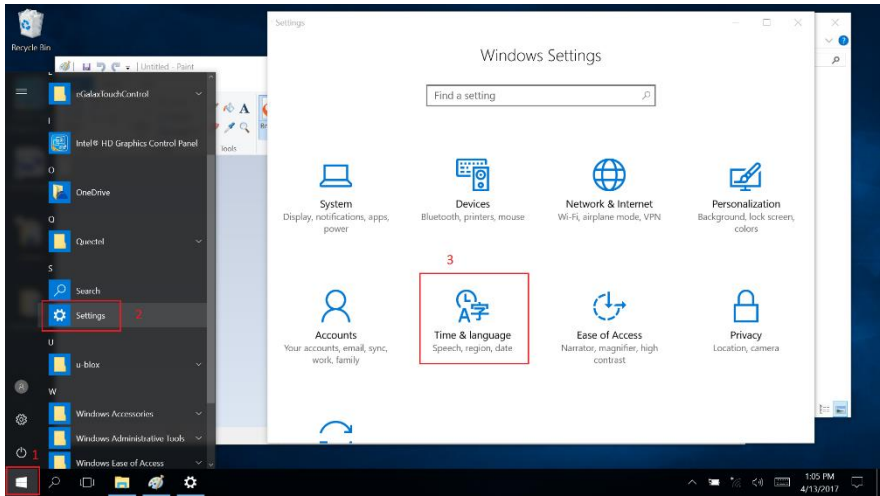 Recycle Bin
Untitled - Paint
Tools
eGalaxTouchControl
I
Intel® HD Graphics Control Panel
O
OneDrive
Q
Quectel
S
Search
Settings
2
U
u-blox
W
Windows Accessories
Windows Administrative Tools
Windows Ease of Access
1
Settings
Windows Settings
Find a setting
System
Display, notifications, apps,
power
Devices
Bluetooth, printers, mouse
Network & Internet
Wi-Fi, airplane mode, VPN
Personalization
Background, lock screen,
colors
3
Accounts
Your accounts, email, sync,
work, family
Time & language
Speech, region, date
Ease of Access
Narrator, magnifier, high
contrast
Privacy
Location, camera
1:05 PM
4/13/2017